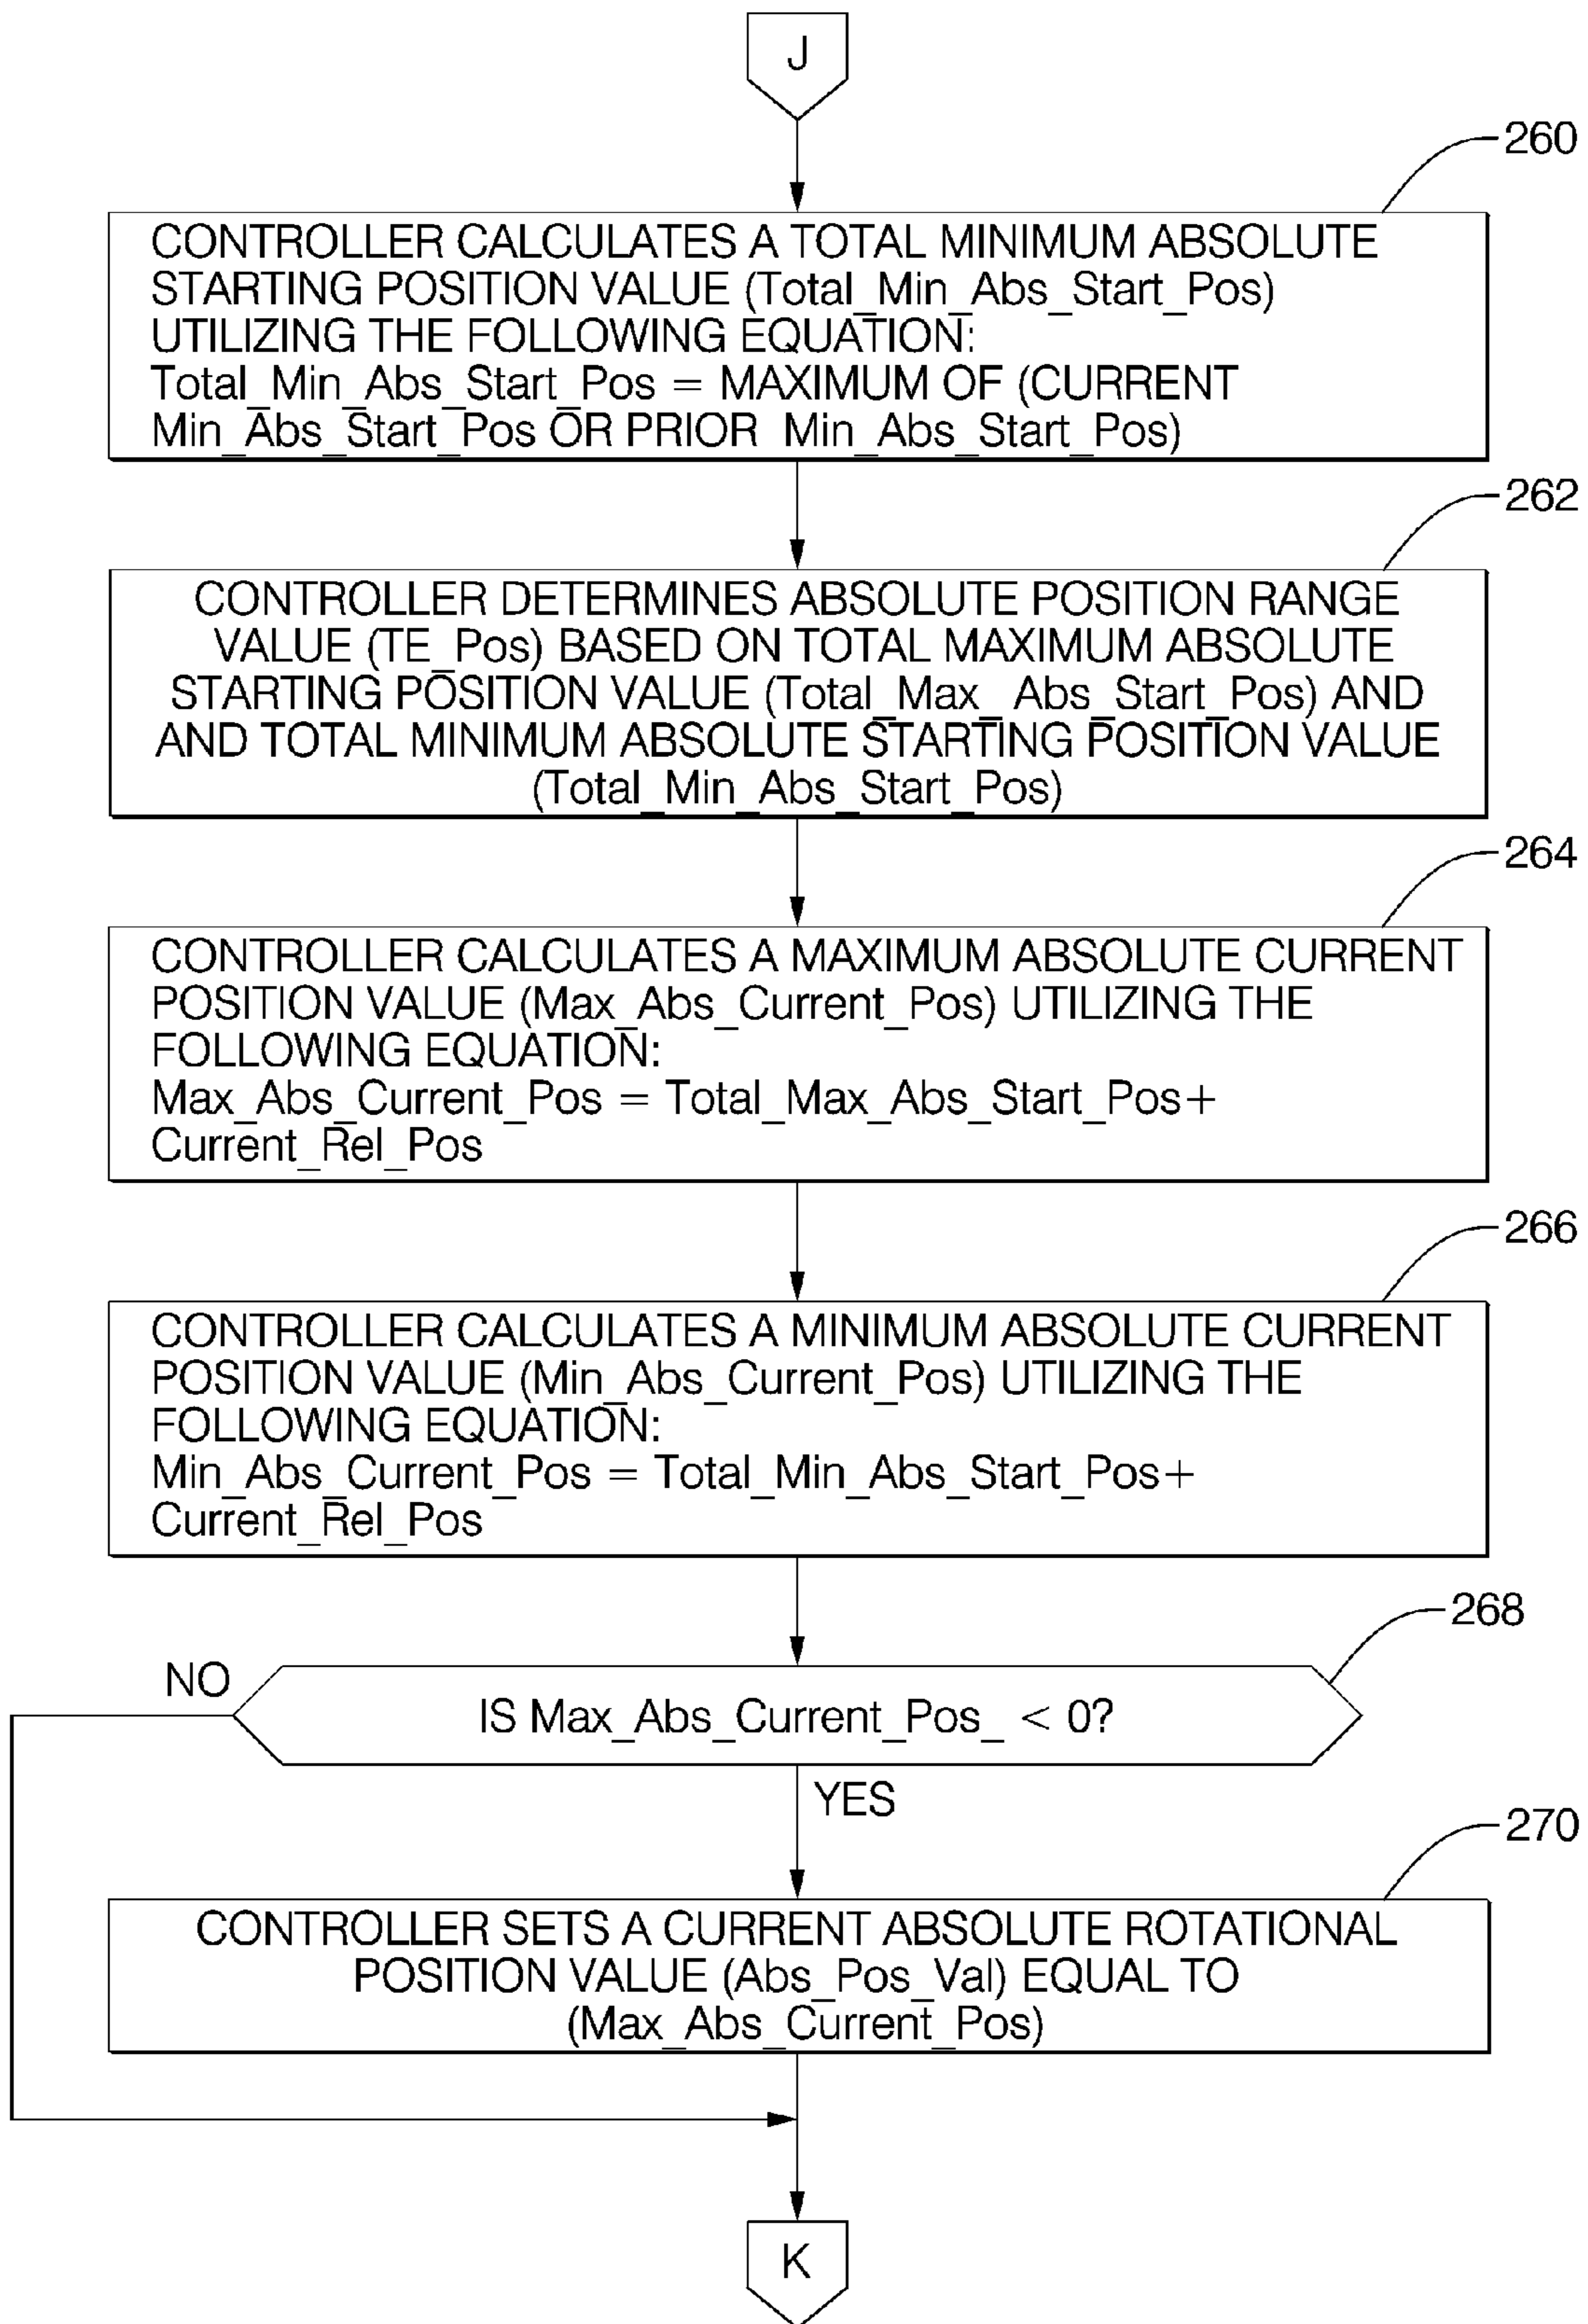 J
260
CONTROLLER CALCULATES A TOTAL MINIMUM ABSOLUTE
STARTING POSITION VALUE (Total_Min_Abs_Start_Pos)
UTILIZING THE FOLLOWING EQUATION:
Total_Min_Abs_Start_Pos = MAXIMUM OF (CURRENT
Min_Abs_Start_Pos OR PRIOR Min_Abs_Start_Pos)
262
CONTROLLER DETERMINES ABSOLUTE POSITION RANGE
VALUE (TE_Pos) BASED ON TOTAL MAXIMUM ABSOLUTE
STARTING POSITION VALUE (Total_Max_ Abs_Start_Pos) AND
AND TOTAL MINIMUM ABSOLUTE STARTING POSITION VALUE
(Total_Min_Abs_Start_Pos)
264
CONTROLLER CALCULATES A MAXIMUM ABSOLUTE CURRENT
POSITION VALUE (Max_Abs_Current_Pos) UTILIZING THE
FOLLOWING EQUATION:
Max_Abs_Current_Pos = Total_Max_Abs_Start_Pos+
Current_Rel_Pos
266
CONTROLLER CALCULATES A MINIMUM ABSOLUTE CURRENT
POSITION VALUE (Min_Abs_Current_Pos) UTILIZING THE
FOLLOWING EQUATION:
Min_Abs_Current_Pos = Total_Min_Abs_Start_Pos+
Current_Rel_Pos
268
NO
IS Max_Abs_Current_Pos_ < 0?
YES
270
CONTROLLER SETS A CURRENT ABSOLUTE ROTATIONAL
POSITION VALUE (Abs_Pos_Val) EQUAL TO
(Max_Abs_Current_Pos)
K